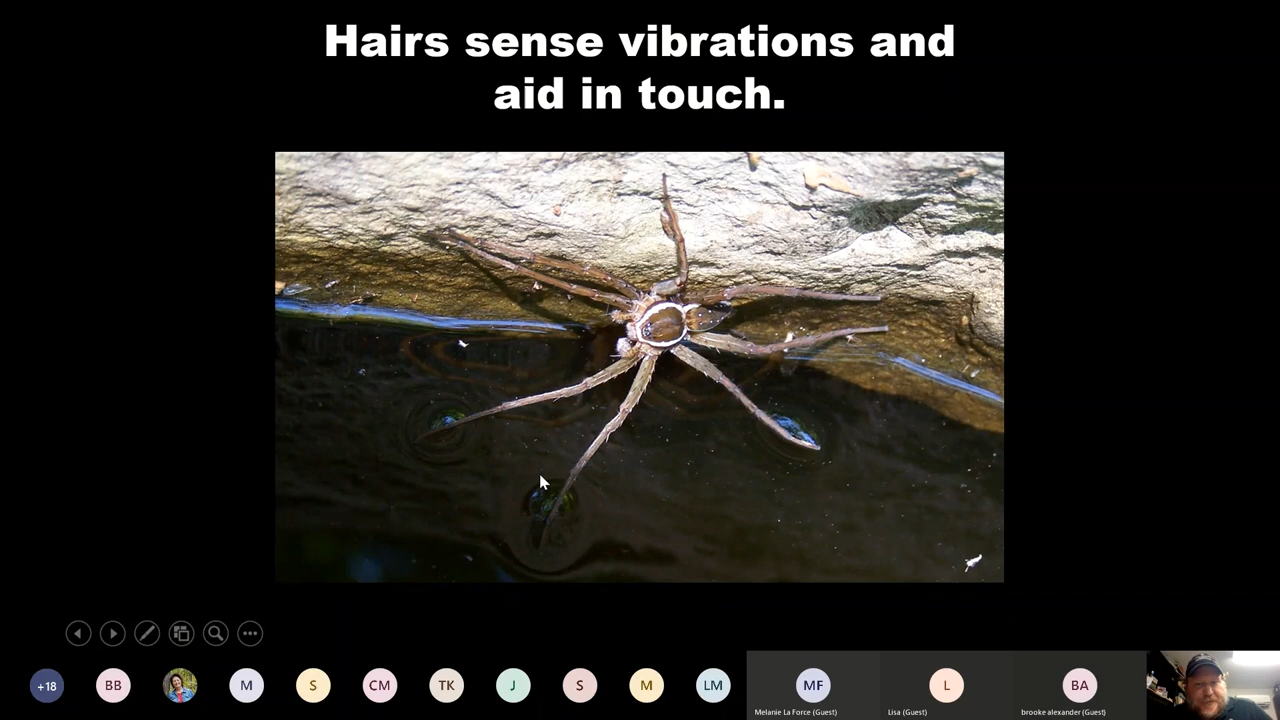 Hairs sense vibrations and
aid in touch.
+18
BB
M
S
CM
TK
J
S
M
LM
MF
L
BA
Melanie La Force (Guest)
Lisa (Guest)
brooke alexander (Guest)